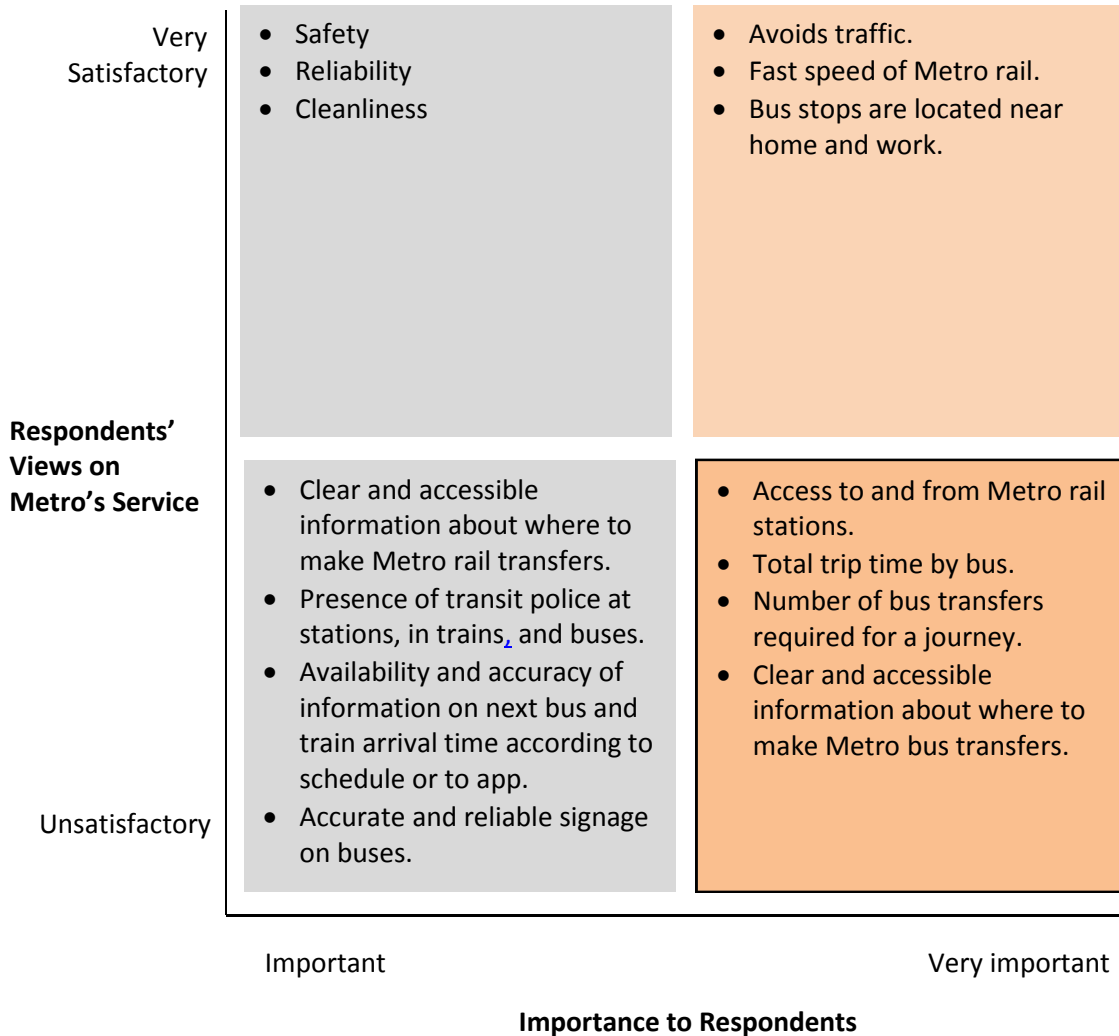 Very
Satisfactory
• Safety
• Reliability
• Cleanliness
• Avoids traffic.
• Fast speed of Metro rail.
• Bus stops are located near
home and work.
Respondents’
Views on
Metro’s Service
• Clear and accessible
information about where to
make Metro rail transfers.
• Presence of transit police at
stations, in trains, and buses.
• Availability and accuracy of
information on next bus and
train arrival time according to
schedule or to app.
• Accurate and reliable signage
on buses.
• Access to and from Metro rail
stations.
• Total trip time by bus.
• Number of bus transfers
required for a journey.
• Clear and accessible
information about where to
make Metro bus transfers.
Unsatisfactory
Important
Very important
Importance to Respondents